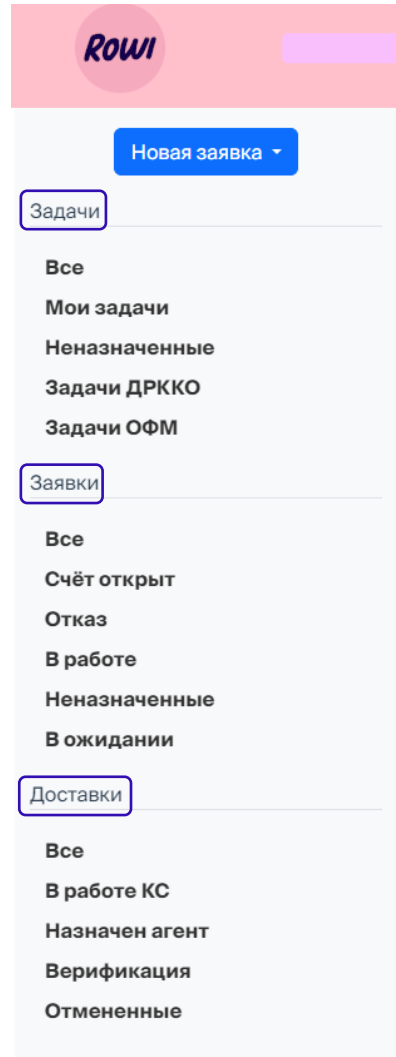 Rowi
Новая заявка
Задачи
Все
Мои задачи
Неназначенные
Задачи ДРККО
Задачи ОФМ
Заявки
Все
Счёт открыт
Отказ
В работе
Неназначенные
В ожидании
Доставки
Все
В работе КС
Назначен агент
Верификация
Отмененные